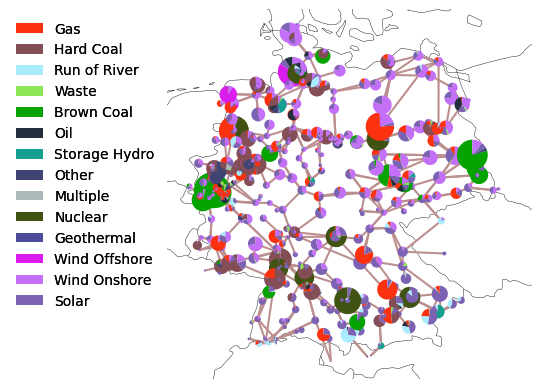 Gas
Hard Coal
Run of River
Waste
Brown Coal
Oil
Storage Hydro
Other
Multiple
Nuclear
Geothermal
Wind Offshore
Wind Onshore
Solar